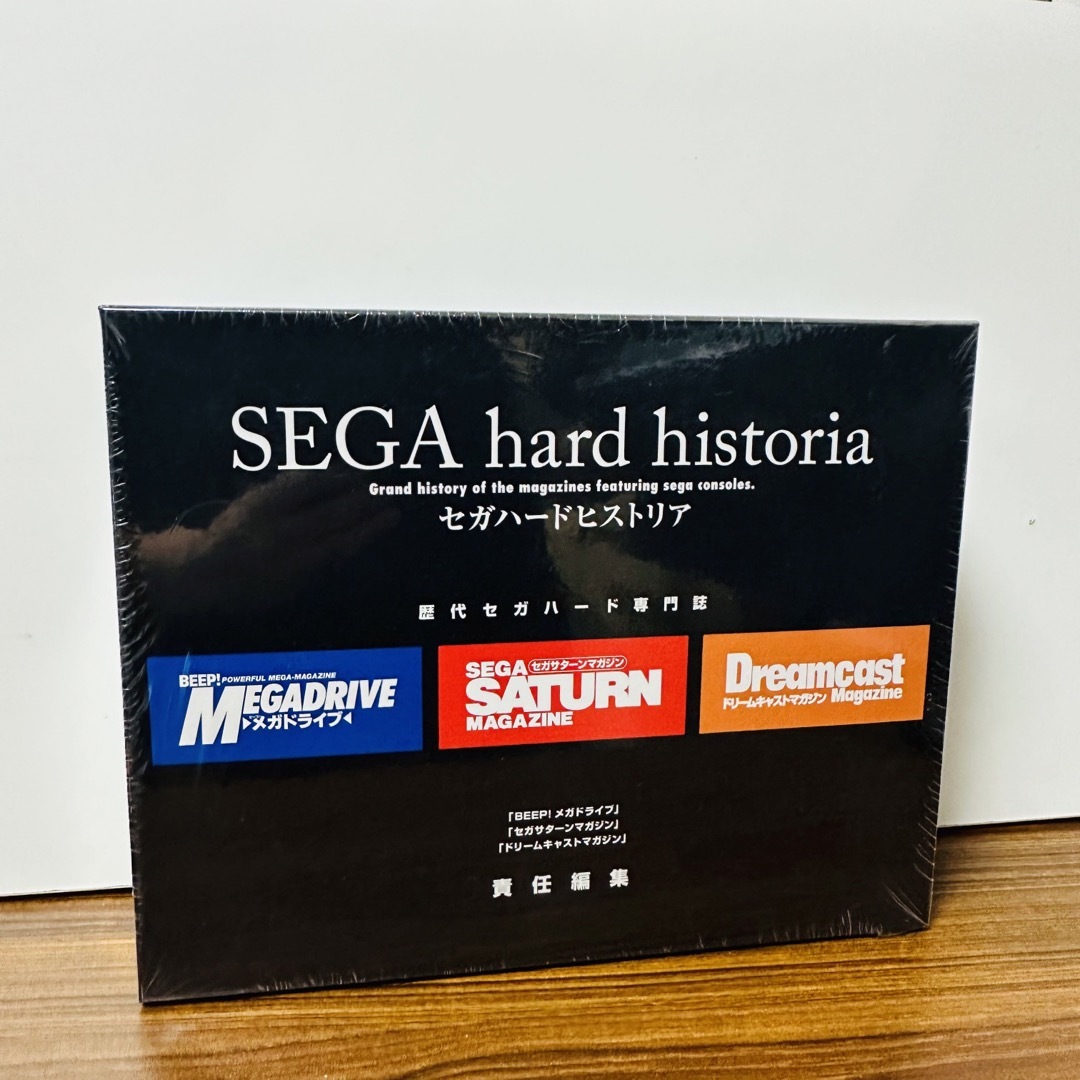 SEGA hard historia
Grand history of the magazines featuring sega consoles.
セガハードヒストリア
歴代セガハード専門誌
BEEP! POWERFUL MEGA-MAGAZINE
MEGADRIVE
メガドライブ
SEGA セガサターンマガジン
SATURN
MAGAZINE
Dreamcast
ドリームキャストマガジン Magazine
「BEEP! メガドライブ」
「セガサターンマガジン」
「ドリームキャストマガジン」
責任編集